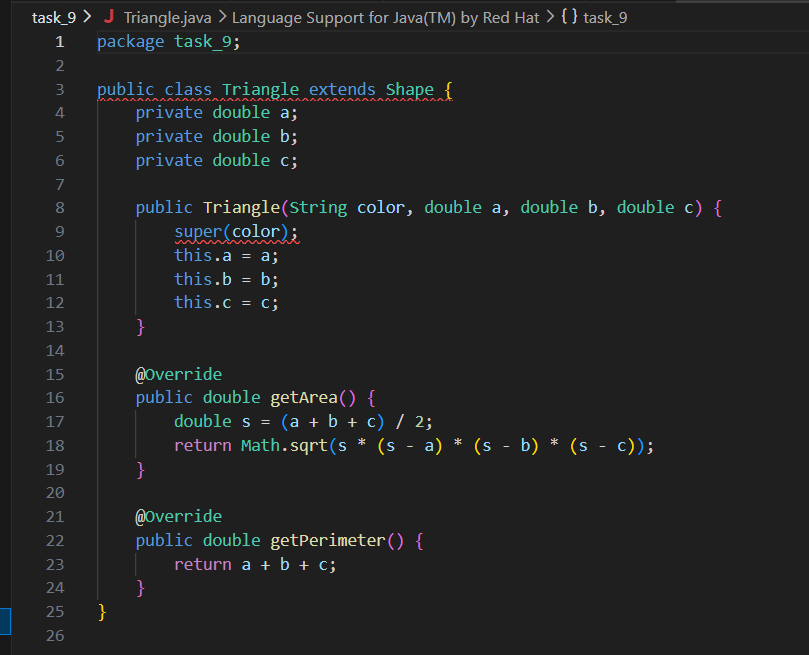 task_9 > J Triangle.java > Language Support for Java(TM) by Red Hat > {} task_9
1 package task_9;
2
3 public class Triangle extends Shape {
4     private double a;
5     private double b;
6     private double c;
7
8     public Triangle(String color, double a, double b, double c) {
9         super(color);
10         this.a = a;
11         this.b = b;
12         this.c = c;
13     }
14
15     @Override
16     public double getArea() {
17         double s = (a + b + c) / 2;
18         return Math.sqrt(s * (s - a) * (s - b) * (s - c));
19     }
20
21     @Override
22     public double getPerimeter() {
23         return a + b + c;
24     }
25 }
26